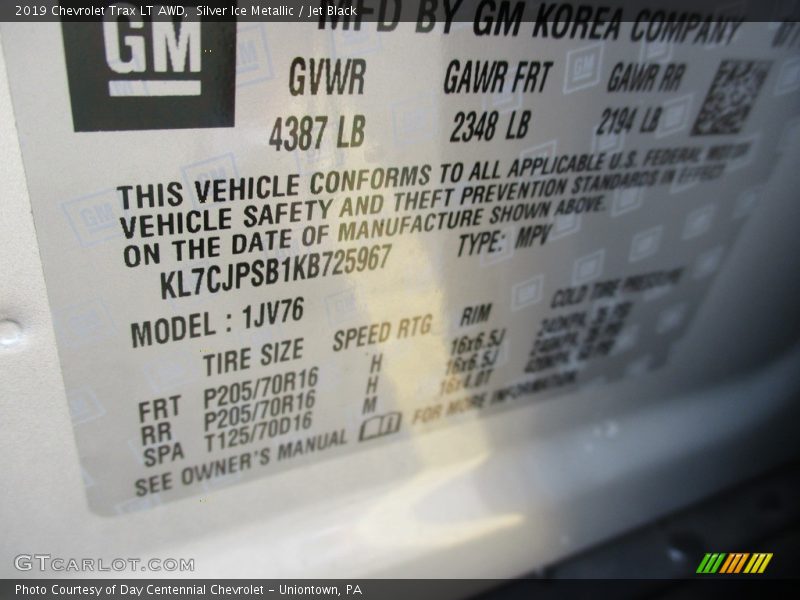 2019 Chevrolet Trax LT AWD, Silver Ice Metallic / Jet Black
MFD BY GM KOREA COMPANY
GM
GVWR GAWR FRT GAWR RR
4387 LB 2348 LB 2194 LB
THIS VEHICLE CONFORMS TO ALL APPLICABLE U.S. FEDERAL MOTOR
VEHICLE SAFETY AND THEFT PREVENTION STANDARDS IN EFFECT
ON THE DATE OF MANUFACTURE SHOWN ABOVE.
KL7CJPSB1KB725967 TYPE: MPV
MODEL : 1JV76
TIRE SIZE SPEED RTG RIM COLD TIRE PRESSURE
FRT P205/70R16 H 16x6.5J
RR P205/70R16 H 16x6.5J
SPA T125/70D16 M 16x4.0T
SEE OWNER'S MANUAL FOR MORE INFORMATION
GTCARLOT.COM
Photo Courtesy of Day Centennial Chevrolet - Uniontown, PA